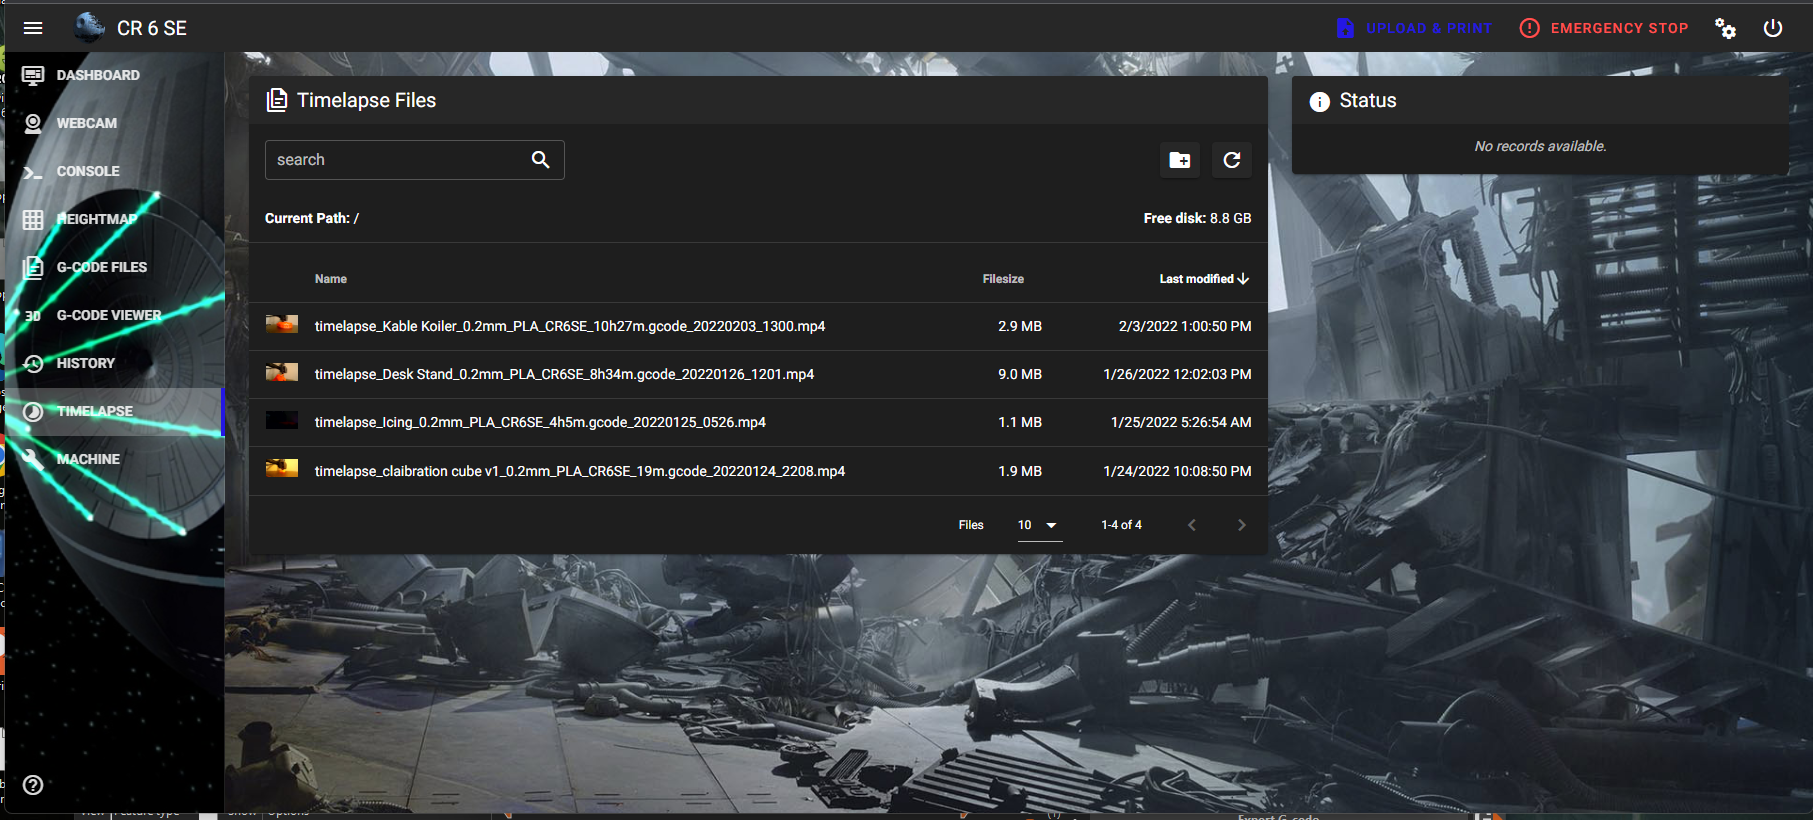 CR 6 SE
UPLOAD & PRINT
EMERGENCY STOP
DASHBOARD
WEBCAM
CONSOLE
HEIGHTMAP
G-CODE FILES
3D G-CODE VIEWER
HISTORY
TIMELAPSE
MACHINE
Timelapse Files
search
Current Path: /
Free disk: 8.8 GB
Name Filesize Last modified
timelapse_Kable Koiler_0.2mm_PLA_CR6SE_10h27m.gcode_20220203_1300.mp4 2.9 MB 2/3/2022 1:00:50 PM
timelapse_Desk Stand_0.2mm_PLA_CR6SE_8h34m.gcode_20220126_1201.mp4 9.0 MB 1/26/2022 12:02:03 PM
timelapse_Icing_0.2mm_PLA_CR6SE_4h5m.gcode_20220125_0526.mp4 1.1 MB 1/25/2022 5:26:54 AM
timelapse_claibration cube v1_0.2mm_PLA_CR6SE_19m.gcode_20220124_2208.mp4 1.9 MB 1/24/2022 10:08:50 PM
Files 10 1-4 of 4
Status
No records available.